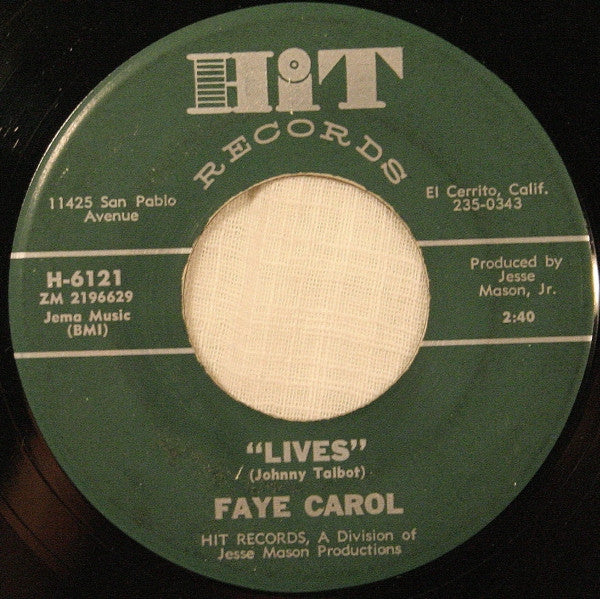 HiT
RECORDS
11425 San Pablo
Avenue
El Cerrito, Calif.
235-0343
H-6121
ZM 2196629
Jema Music
(BMI)
Produced by
Jesse
Mason, Jr.
2:40
"LIVES"
(Johnny Talbot)
FAYE CAROL
HIT RECORDS, A Division of
Jesse Mason Productions